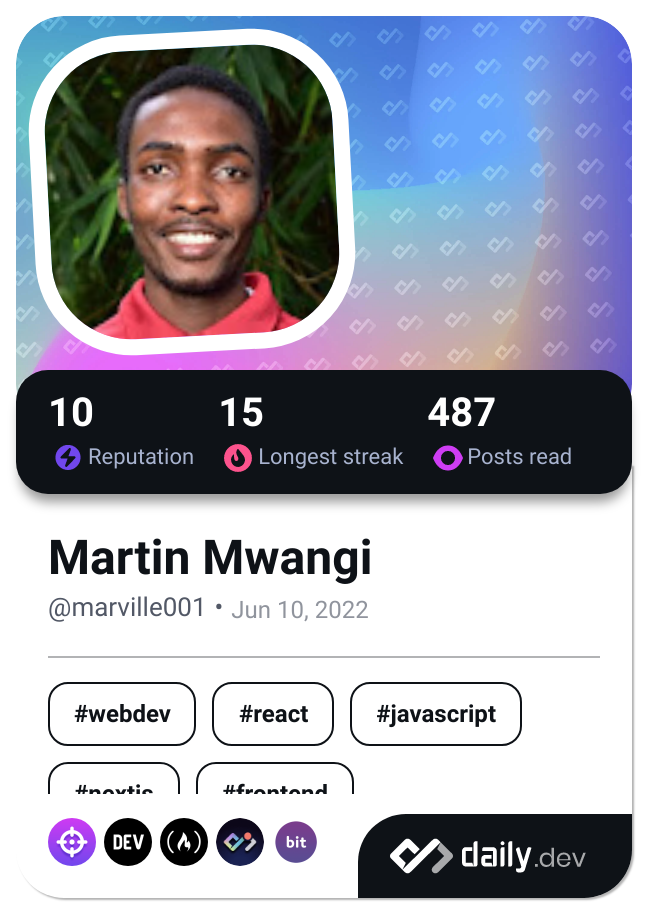 10 15 487
Reputation Longest streak Posts read
Martin Mwangi
@marville001 • Jun 10, 2022
#webdev #react #javascript
#nextjs #frontend
DEV bit daily.dev